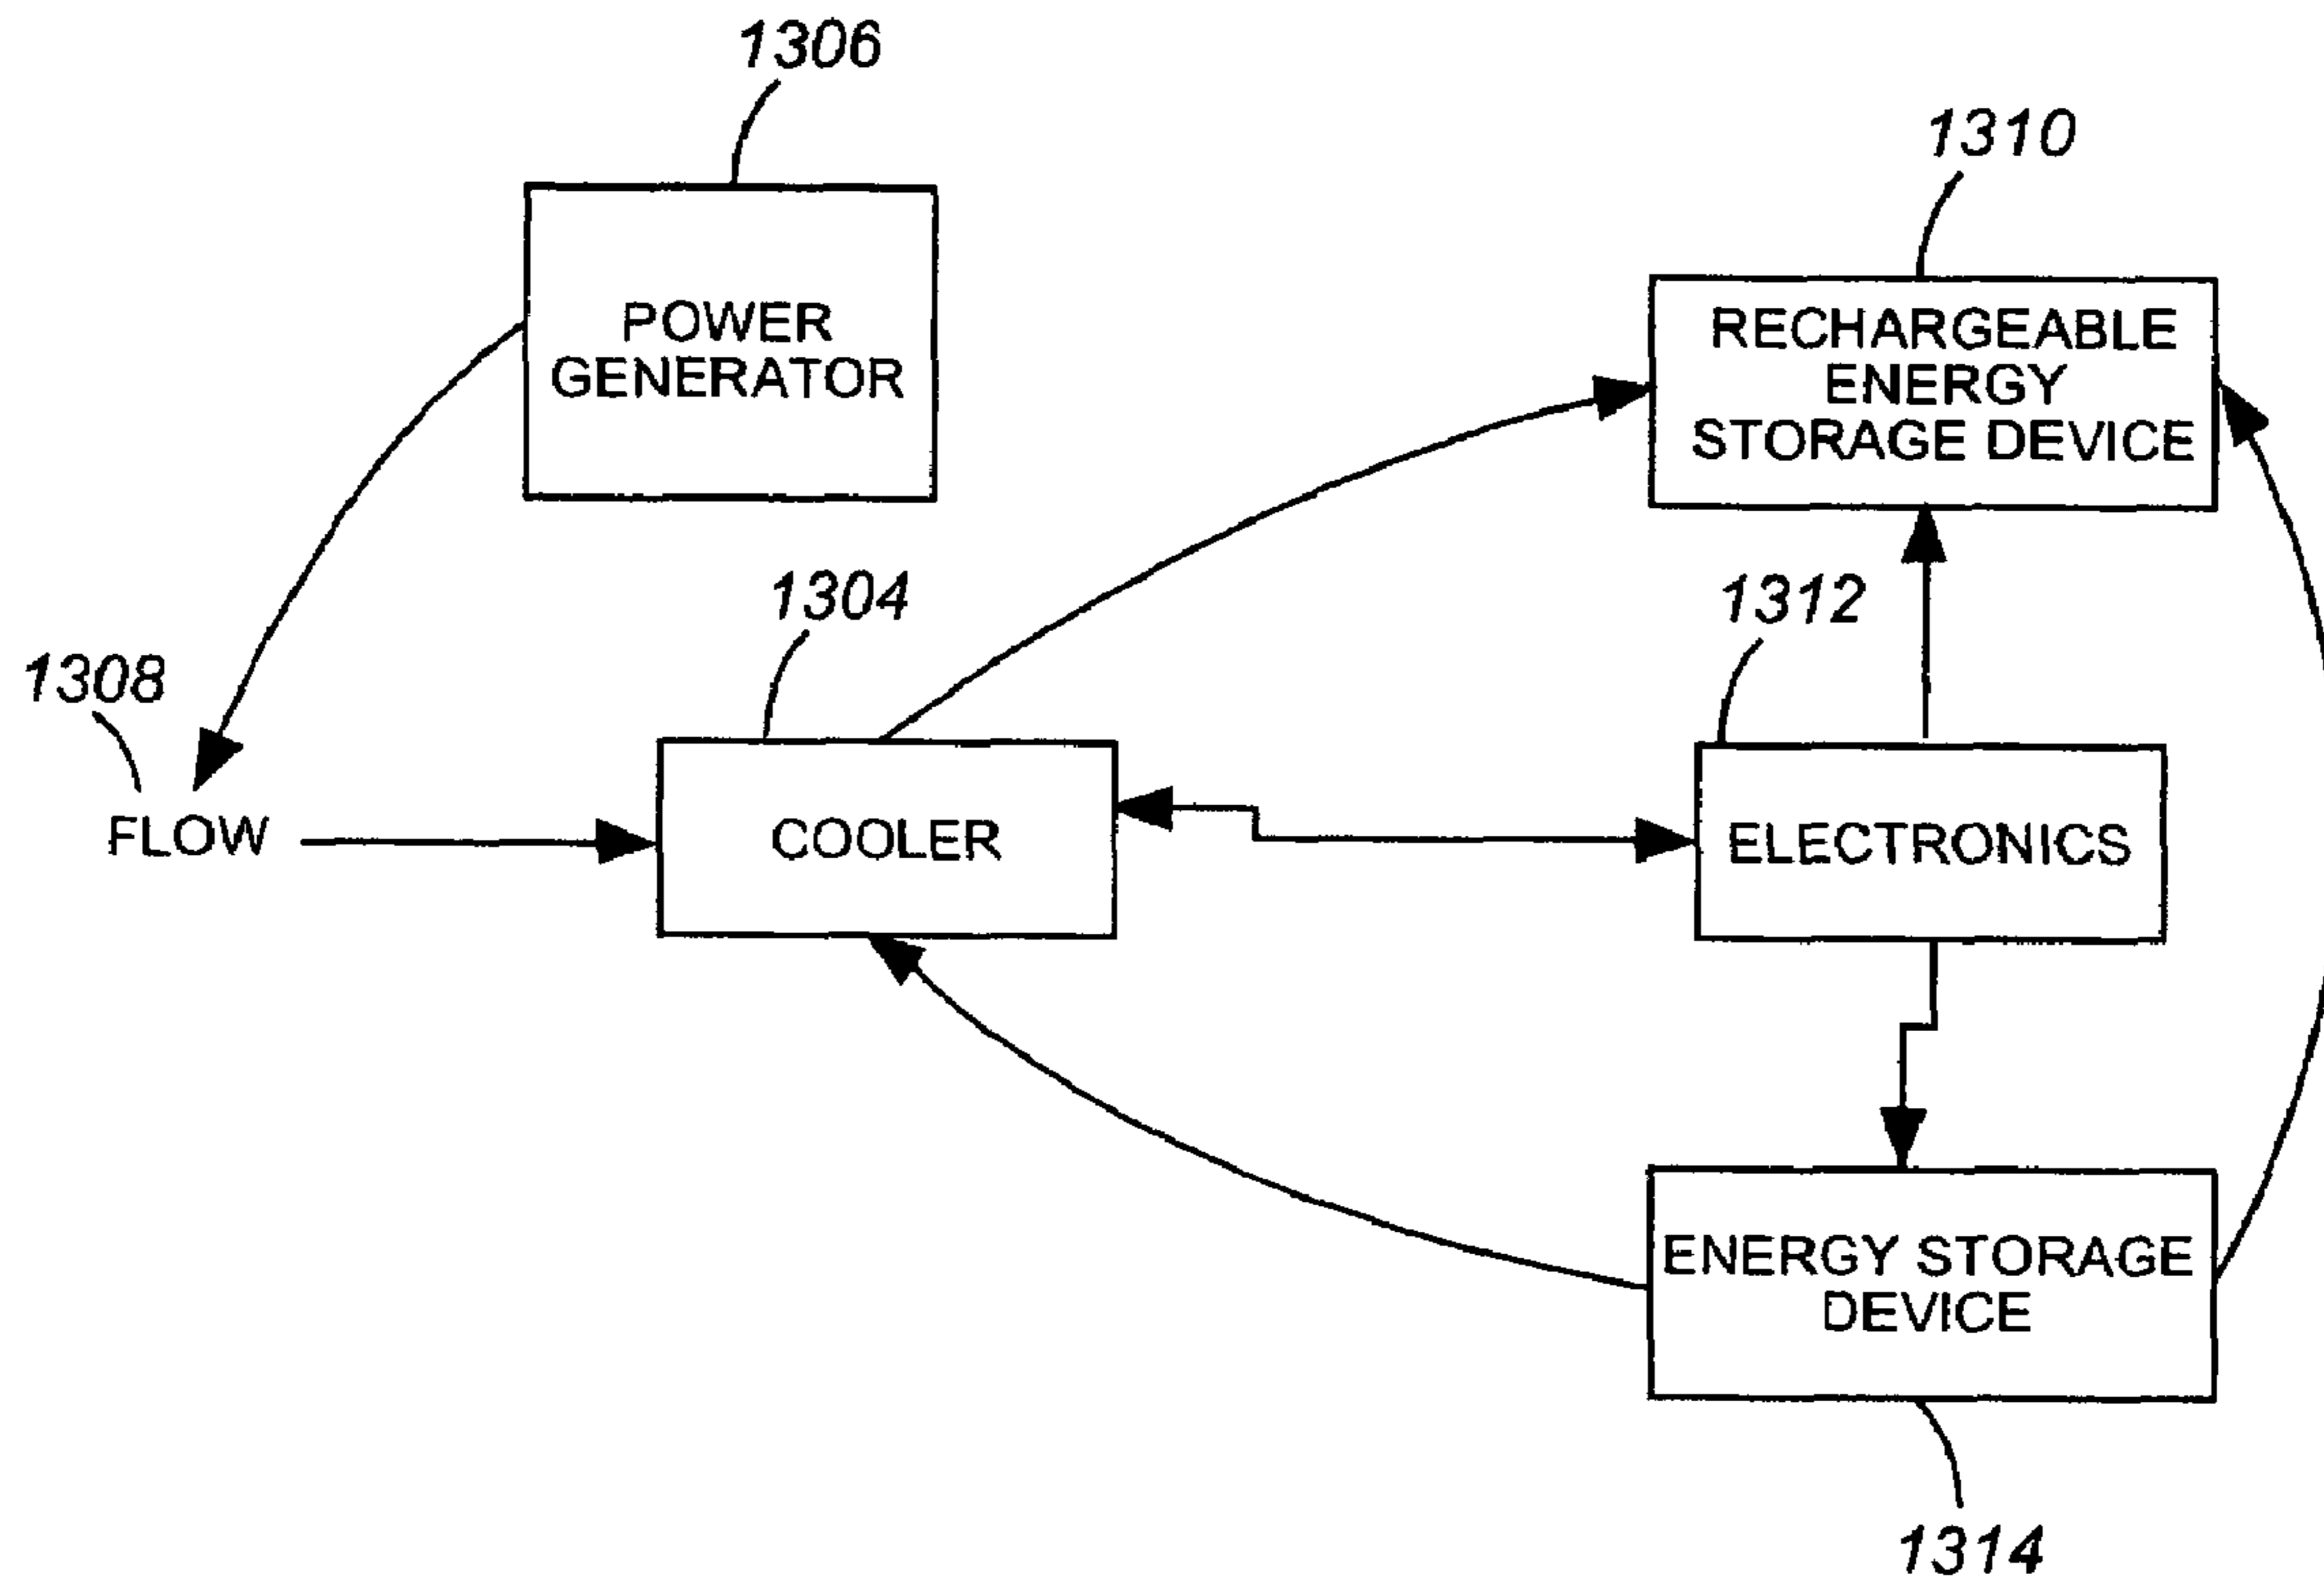 1306
POWER
GENERATOR
1310
RECHARGEABLE
ENERGY
STORAGE DEVICE
1304
1312
1308
FLOW
COOLER
ELECTRONICS
ENERGY STORAGE
DEVICE
1314